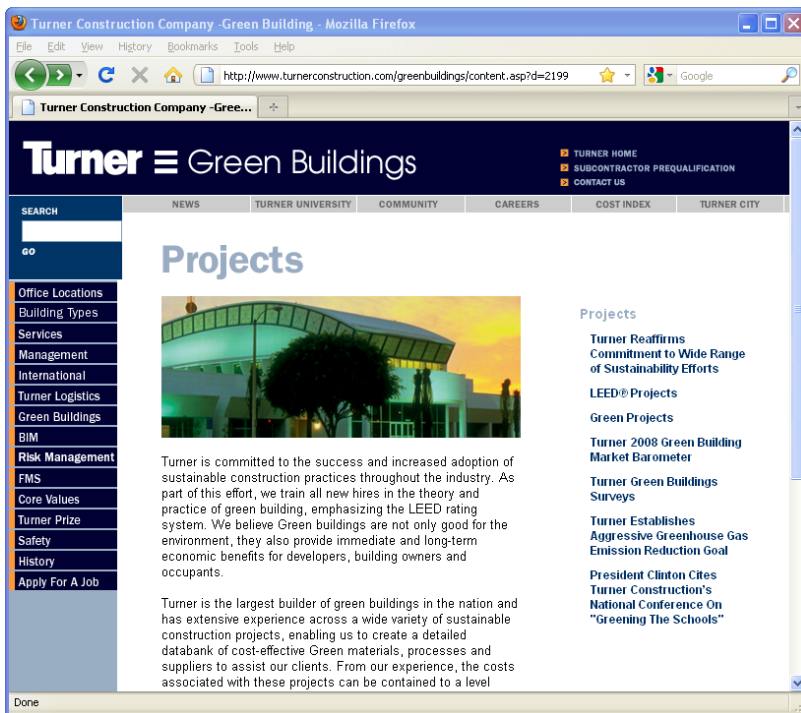 Turner Construction Company -Green Building - Mozilla Firefox
File Edit View History Bookmarks Tools Help
http://www.turnerconstruction.com/greenbuildings/content.asp?d=2199
Google
Turner Construction Company -Gree...
Turner Green Buildings
TURNER HOME
SUBCONTRACTOR PREQUALIFICATION
CONTACT US
SEARCH
GO
NEWS TURNER UNIVERSITY COMMUNITY CAREERS COST INDEX TURNER CITY
Office Locations
Building Types
Services
Management
International
Turner Logistics
Green Buildings
BIM
Risk Management
FMS
Core Values
Turner Prize
Safety
History
Apply For A Job
Projects
Turner is committed to the success and increased adoption of
sustainable construction practices throughout the industry. As
part of this effort, we train all new hires in the theory and
practice of green building, emphasizing the LEED rating
system. We believe Green buildings are not only good for the
environment, they also provide immediate and long-term
economic benefits for developers, building owners and
occupants.
Turner is the largest builder of green buildings in the nation and
has extensive experience across a wide variety of sustainable
construction projects, enabling us to create a detailed
databank of cost-effective Green materials, processes and
suppliers to assist our clients. From our experience, the costs
associated with these projects can be contained to a level
Projects
Turner Reaffirms
Commitment to Wide Range
of Sustainability Efforts
LEED® Projects
Green Projects
Turner 2008 Green Building
Market Barometer
Turner Green Buildings
Surveys
Turner Establishes
Aggressive Greenhouse Gas
Emission Reduction Goal
President Clinton Cites
Turner Construction's
National Conference On
"Greening The Schools"
Done